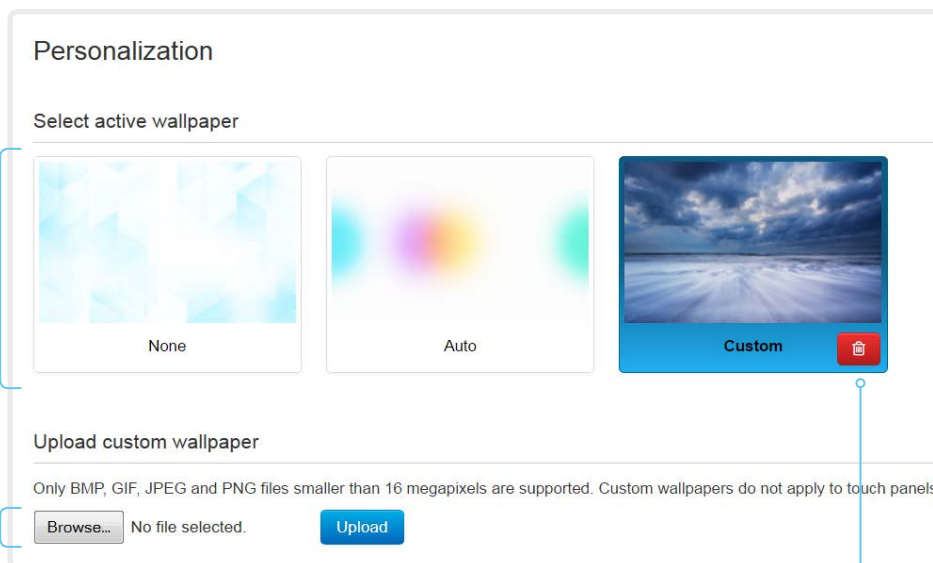 Personalization
Select active wallpaper
None
Auto
Custom
Upload custom wallpaper
Only BMP, GIF, JPEG and PNG files smaller than 16 megapixels are supported. Custom wallpapers do not apply to touch panels
Browse... No file selected. Upload